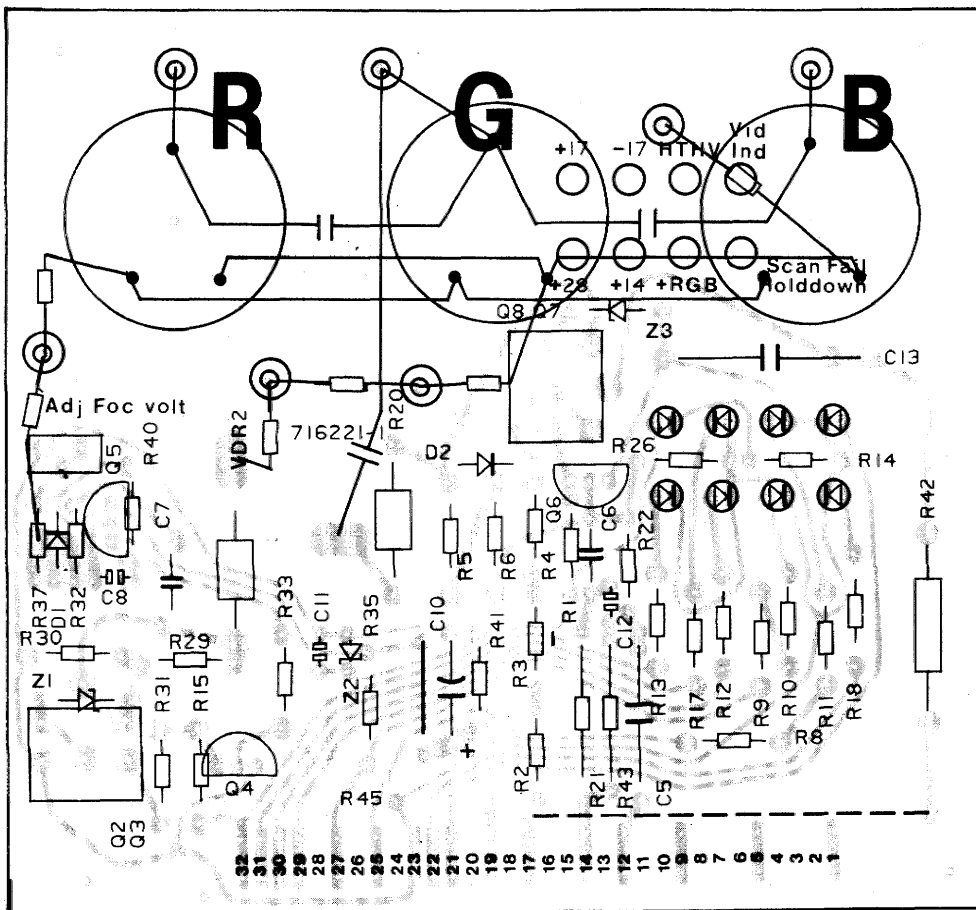 R G B
Vid
+17 -17 HTHV Ind
Scan Fail
+28 +14 +RGB Holddown
Q8 Q7
Z3
C13
Adj Foc volt
R40
Q5
VDR2
716221-1
R20
D2
R26
R14
C7
Q6
C6
R22
R42
C8
R37
D1
R32
R33
C11
R35
C10
R5
R6
R4
R1
C12
R41
R30
R29
Z1
R31
R15
Z2
R3
R13
R17
R12
R9
R10
R11
R18
R8
R2
Q4
R45
R21
R43
C5
+
Q2
Q3
32 31 30 29 28 27 26 25 24 23 22 21 20 19 18 17 16 15 14 13 12 11 10 9 8 7 6 5 4 3 2 1